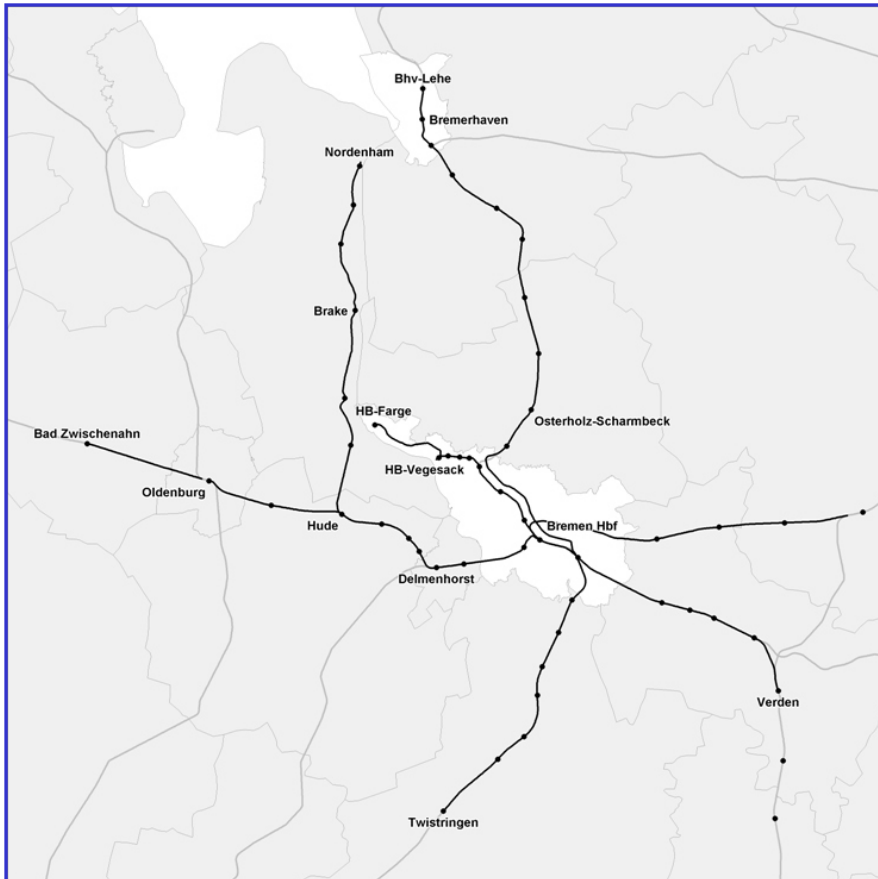 Bhv-Lehe
Bremerhaven
Nordenham
Brake
HB-Farge
Osterholz-Scharmbeck
Bad Zwischenahn
HB-Vegesack
Oldenburg
Hude
Bremen Hbf
Delmenhorst
Verden
Twistringen